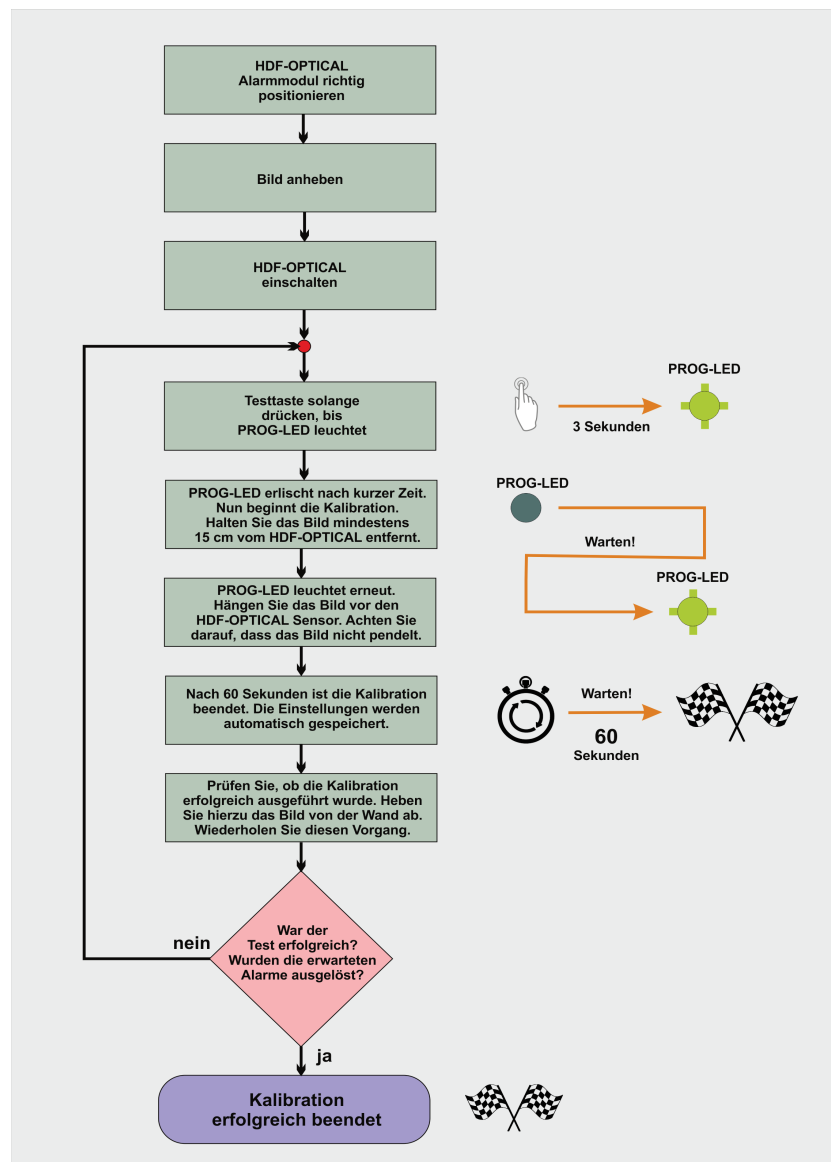 HDF-OPTICAL
Alarmmodul richtig
positionieren
Bild anheben
HDF-OPTICAL
einschalten
Testtaste solange
drücken, bis
PROG-LED leuchtet
3 Sekunden
PROG-LED
PROG-LED erlischt nach kurzer Zeit.
Nun beginnt die Kalibration.
Halten Sie das Bild mindestens
15 cm vom HDF-OPTICAL entfernt.
PROG-LED
Warten!
PROG-LED
PROG-LED leuchtet erneut.
Hängen Sie das Bild vor den
HDF-OPTICAL Sensor. Achten Sie
darauf, dass das Bild nicht pendelt.
Nach 60 Sekunden ist die Kalibration
beendet. Die Einstellungen werden
automatisch gespeichert.
Warten!
60
Sekunden
Prüfen Sie, ob die Kalibration
erfolgreich ausgeführt wurde. Heben
Sie hierzu das Bild von der Wand ab.
Wiederholen Sie diesen Vorgang.
nein
War der
Test erfolgreich?
Wurden die erwarteten
Alarme ausgelöst?
ja
Kalibration
erfolgreich beendet